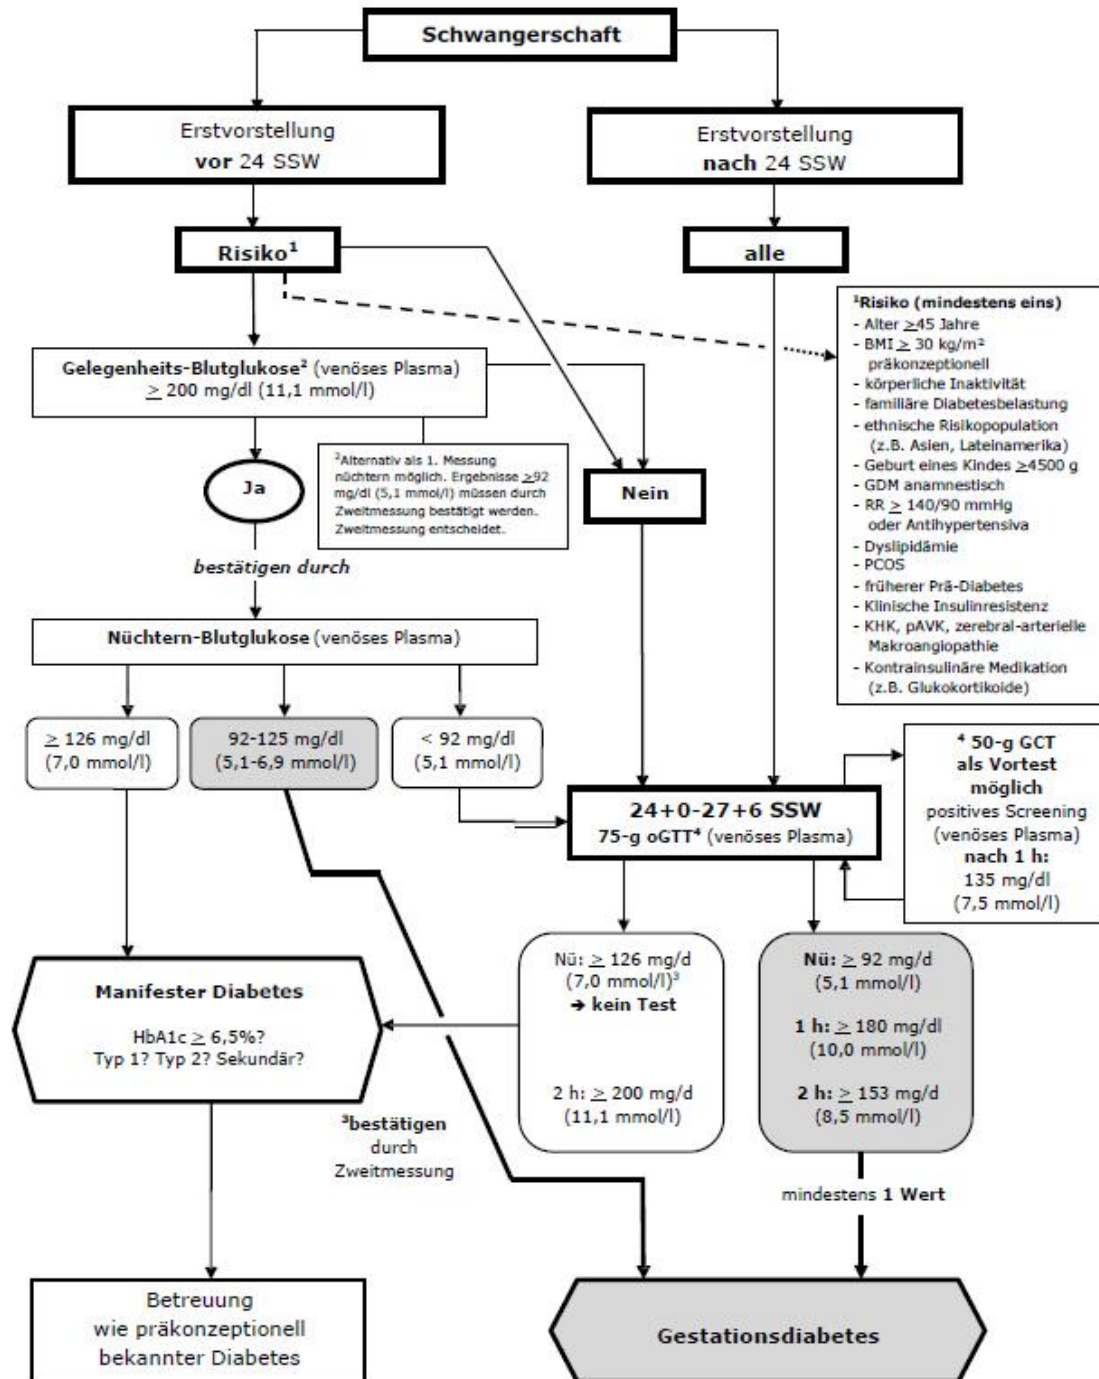 Schwangerschaft
Erstvorstellung
vor 24 SSW
Erstvorstellung
nach 24 SSW
Risiko¹
alle
¹Risiko (mindestens eins)
- Alter ≥45 Jahre
- BMI ≥ 30 kg/m²
präkonzeptionell
- körperliche Inaktivität
- familiäre Diabetesbelastung
- ethnische Risikopopulation
(z.B. Asien, Lateinamerika)
- Geburt eines Kindes ≥4500 g
- GDM anamnestisch
- RR ≥ 140/90 mmHg
oder Antihypertensiva
- Dyslipidämie
- PCOS
- früherer Prä-Diabetes
- Klinische Insulinresistenz
- KHK, pAVK, zerebral-arterielle
Makroangiopathie
- Kontrainsulinäre Medikation
(z.B. Glukokortikoide)
Gelegenheits-Blutglukose² (venöses Plasma)
≥ 200 mg/dl (11,1 mmol/l)
²Alternativ als 1. Messung
nüchtern möglich. Ergebnisse ≥92
mg/dl (5,1 mmol/l) müssen durch
Zweitmessung bestätigt werden.
Zweitmessung entscheidet.
Ja
Nein
bestätigen durch
Nüchtern-Blutglukose (venöses Plasma)
≥ 126 mg/dl
(7,0 mmol/l)
92-125 mg/dl
(5,1-6,9 mmol/l)
< 92 mg/dl
(5,1 mmol/l)
24+0-27+6 SSW
75-g oGTT⁴ (venöses Plasma)
⁴ 50-g GCT
als Vortest
möglich
positives Screening
(venöses Plasma)
nach 1 h:
135 mg/dl
(7,5 mmol/l)
Manifester Diabetes
HbA1c ≥ 6,5%?
Typ 1? Typ 2? Sekundär?
Nü: ≥ 126 mg/d
(7,0 mmol/l)³
➔ kein Test
2 h: ≥ 200 mg/d
(11,1 mmol/l)
Nü: ≥ 92 mg/d
(5,1 mmol/l)
1 h: ≥ 180 mg/dl
(10,0 mmol/l)
2 h: ≥ 153 mg/d
(8,5 mmol/l)
³bestätigen
durch
Zweitmessung
mindestens 1 Wert
Betreuung
wie präkonzeptionell
bekannter Diabetes
Gestationsdiabetes